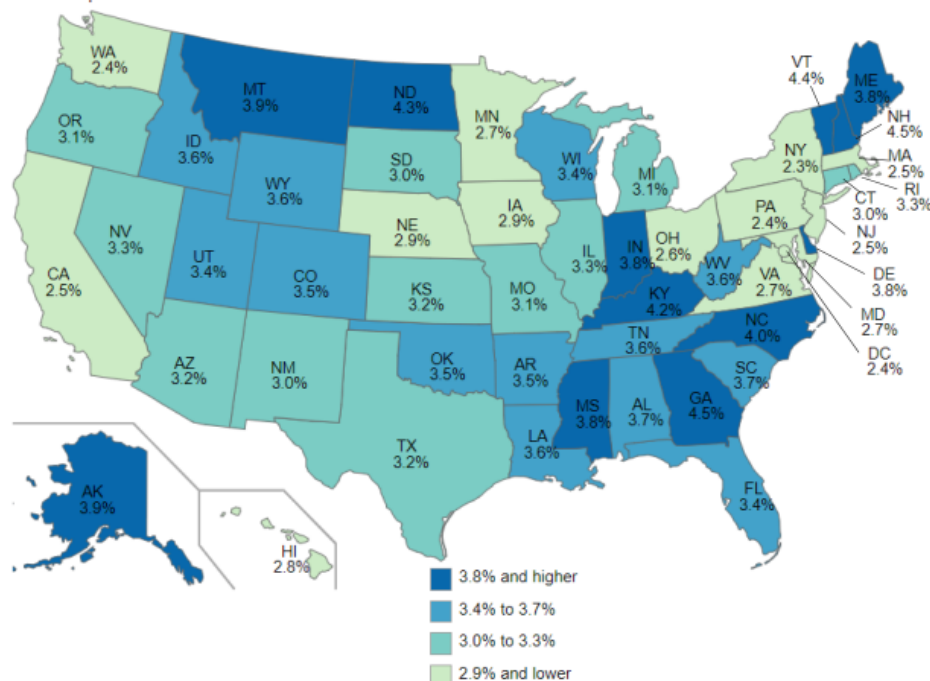 WA
2.4%
MT
3.9%
ND
4.3%
MN
2.7%
VT
4.4%
ME
3.8%
NH
4.5%
OR
3.1%
ID
3.6%
SD
3.0%
WI
3.4%
MI
3.1%
NY
2.3%
MA
2.5%
RI
3.3%
CT
3.0%
WY
3.6%
NE
2.9%
IA
2.9%
PA
2.4%
NJ
2.5%
NV
3.3%
UT
3.4%
CO
3.5%
IL
3.3%
IN
3.8%
OH
2.6%
WV
3.6%
VA
2.7%
DE
3.8%
CA
2.5%
KS
3.2%
MO
3.1%
KY
4.2%
MD
2.7%
DC
2.4%
AZ
3.2%
NM
3.0%
OK
3.5%
AR
3.5%
TN
3.6%
NC
4.0%
SC
3.7%
TX
3.2%
LA
3.6%
MS
3.8%
AL
3.7%
GA
4.5%
FL
3.4%
AK
3.9%
HI
2.8%
3.8% and higher
3.4% to 3.7%
3.0% to 3.3%
2.9% and lower